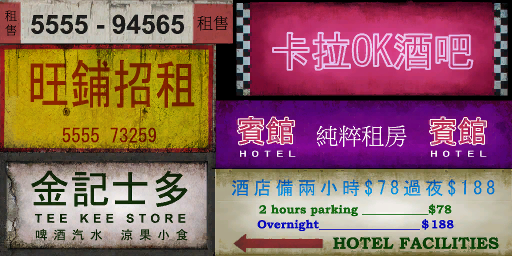 租售 5555 - 94565 租售
旺鋪招租
5555 73259
金記士多
TEE KEE STORE
啤酒汽水 涼果小食
卡拉OK酒吧
賓館 純粹租房 賓館
HOTEL HOTEL
酒店備兩小時$78過夜$188
2 hours parking __________ $78
Overnight________________ $188
HOTEL FACILITIES